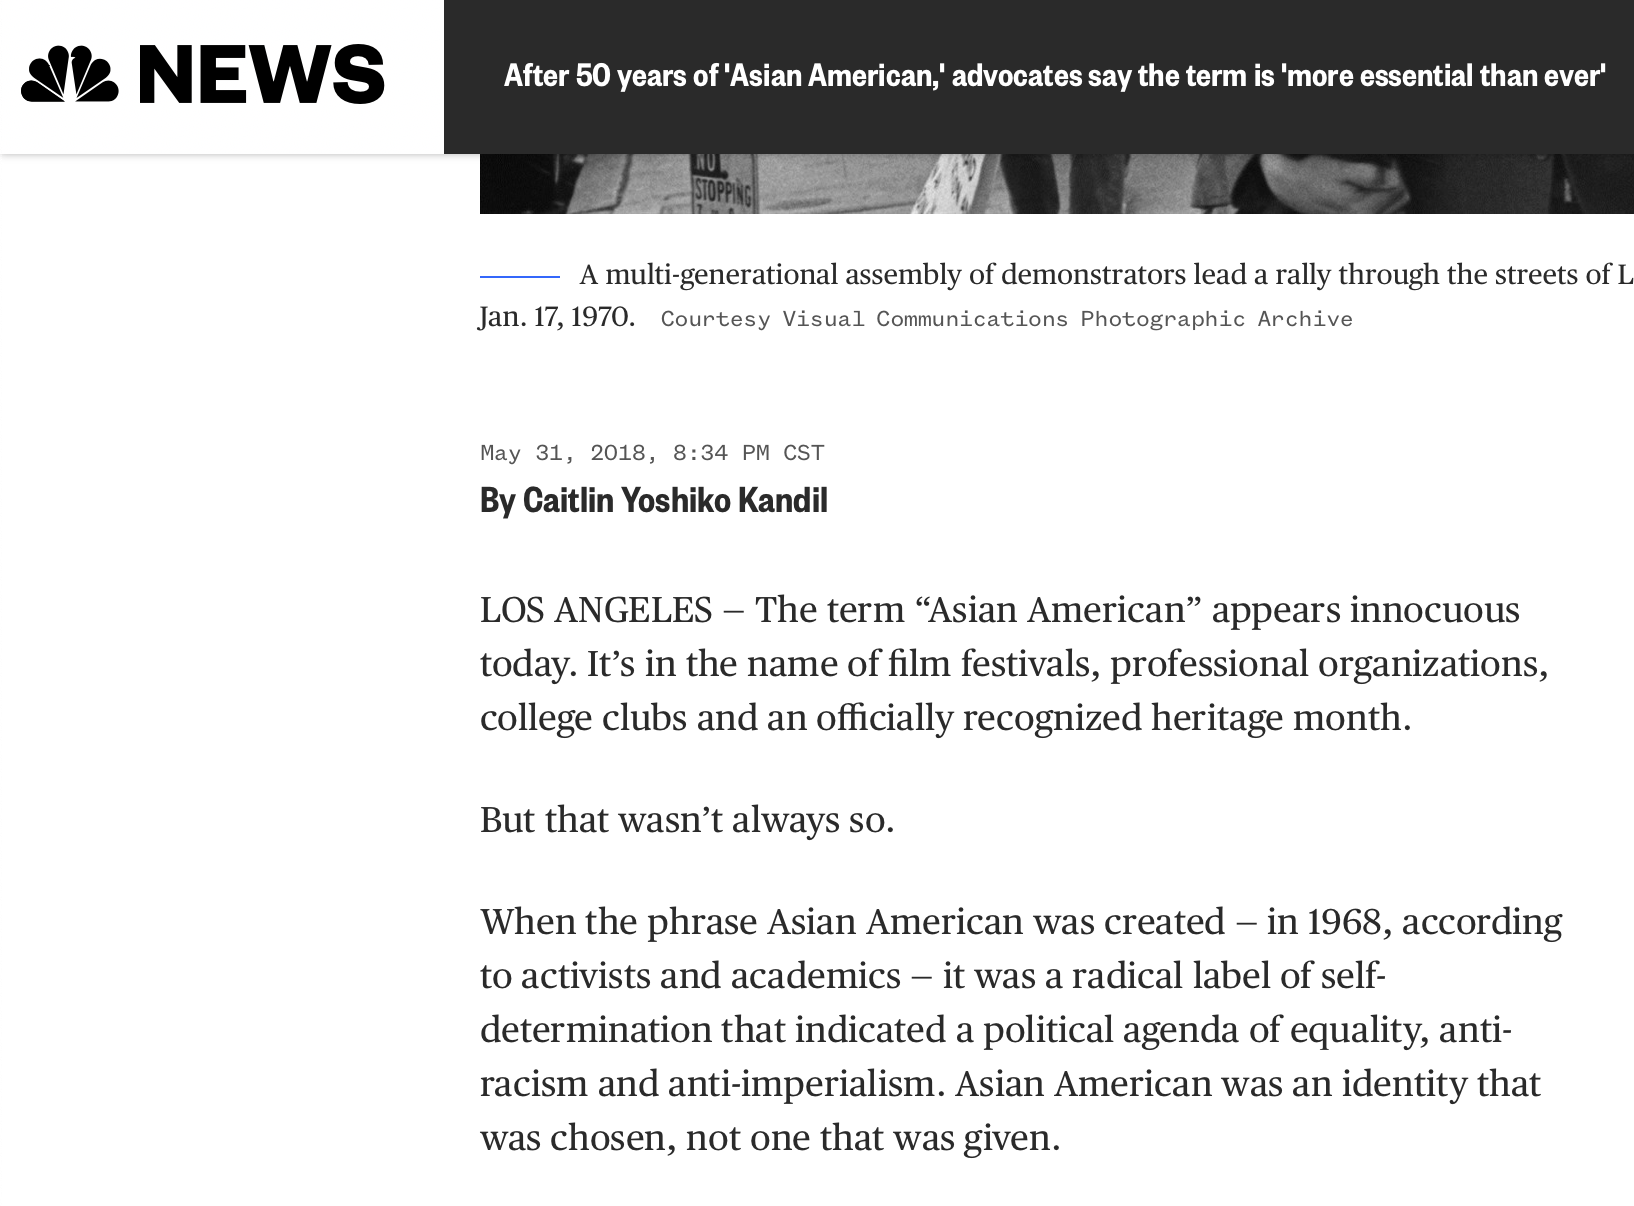 NEWS
After 50 years of 'Asian American,' advocates say the term is 'more essential than ever'
NO
STOPPING
A multi-generational assembly of demonstrators lead a rally through the streets of L
Jan. 17, 1970. Courtesy Visual Communications Photographic Archive
May 31, 2018, 8:34 PM CST
By Caitlin Yoshiko Kandil
LOS ANGELES — The term “Asian American” appears innocuous
today. It’s in the name of film festivals, professional organizations,
college clubs and an officially recognized heritage month.
But that wasn’t always so.
When the phrase Asian American was created — in 1968, according
to activists and academics — it was a radical label of self-
determination that indicated a political agenda of equality, anti-
racism and anti-imperialism. Asian American was an identity that
was chosen, not one that was given.